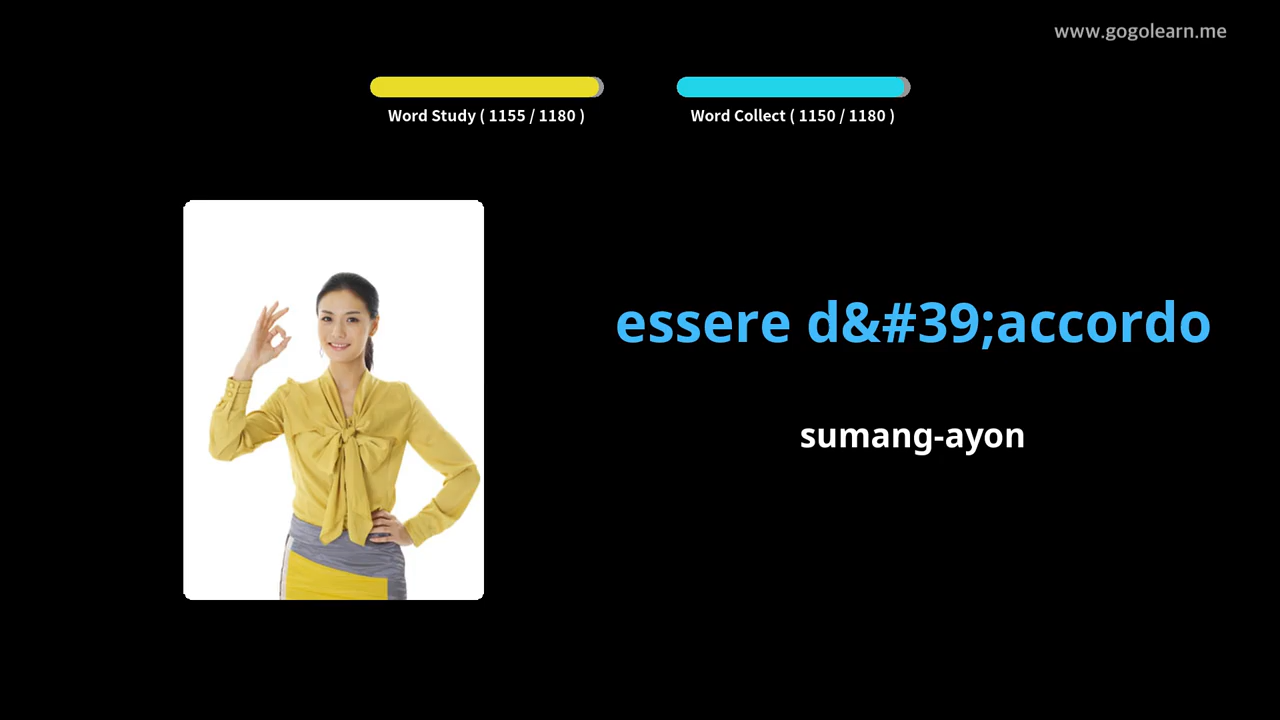 www.gogolearn.me
Word Study ( 1155 / 1180 )
Word Collect ( 1150 / 1180 )
essere d&#39;accordo
sumang-ayon